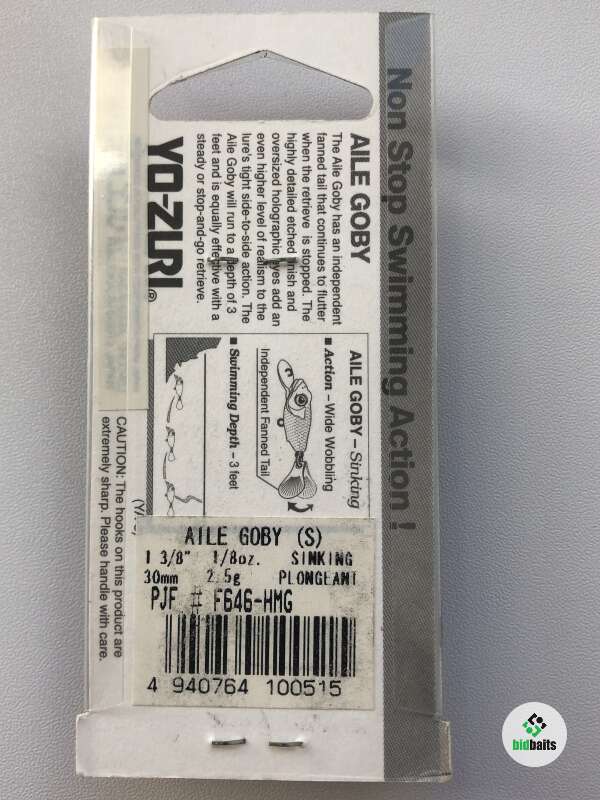 Non Stop Swimming Action!
AILE GOBY
The Aile Goby has an independent
fanned tail that continues to flutter
when the retrieve is stopped. The
highly detailed etched finish and
oversized holographic eyes add an
even higher level of realism to the
lure's tight side-to-side action. The
Aile Goby will run to a depth of 3
feet and is equally effective with a
steady or stop-and-go retrieve.
YO-ZURI®
AILE GOBY – Sinking
■ Action – Wide Wobbling
Independent Fanned Tail
■ Swimming Depth – 3 feet
CAUTION: The hooks on this product are
extremely sharp. Please handle with care.
AILE GOBY (S)
1 3/8" 1/8oz. SINKING
30mm 2.5g PLONGEANT
PJF # F646-HMG
4 940764 100515
bidbaits